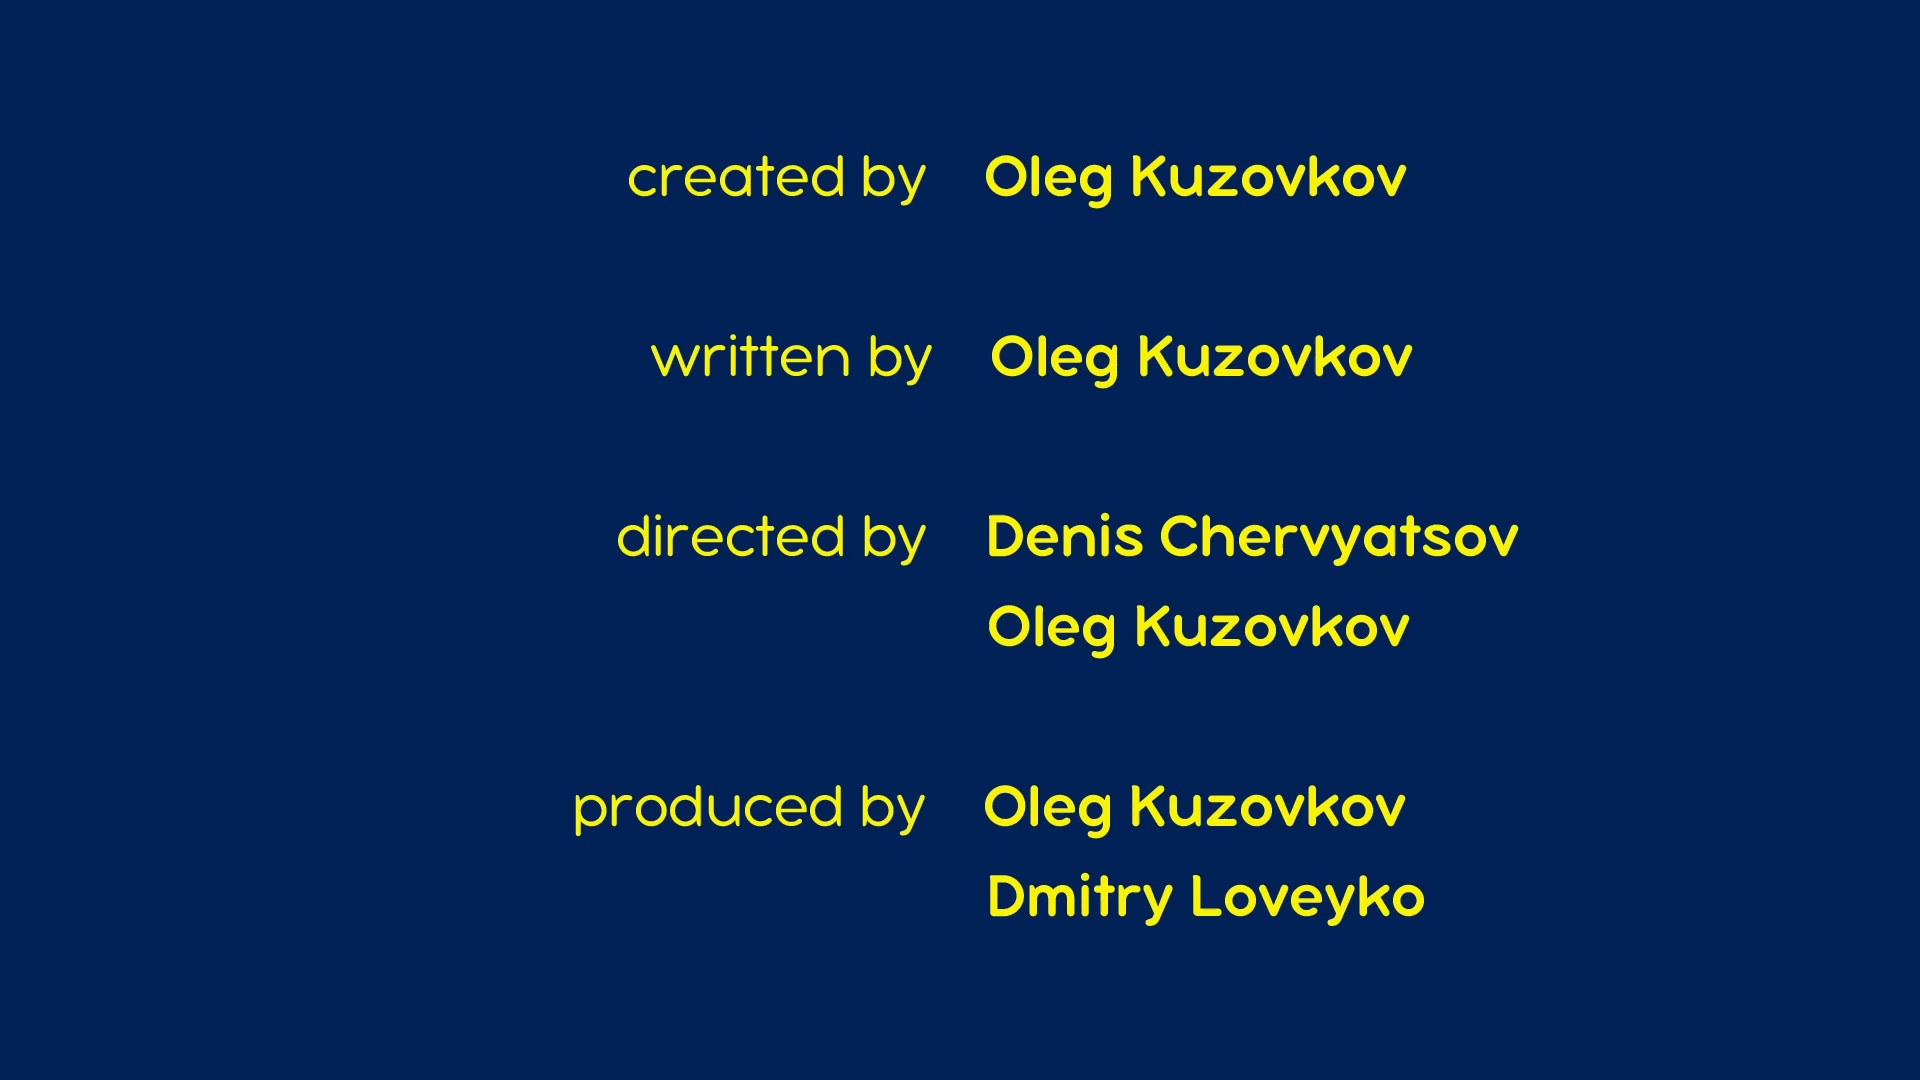 created by Oleg Kuzovkov
written by Oleg Kuzovkov
directed by Denis Chervyatsov
Oleg Kuzovkov
produced by Oleg Kuzovkov
Dmitry Loveyko